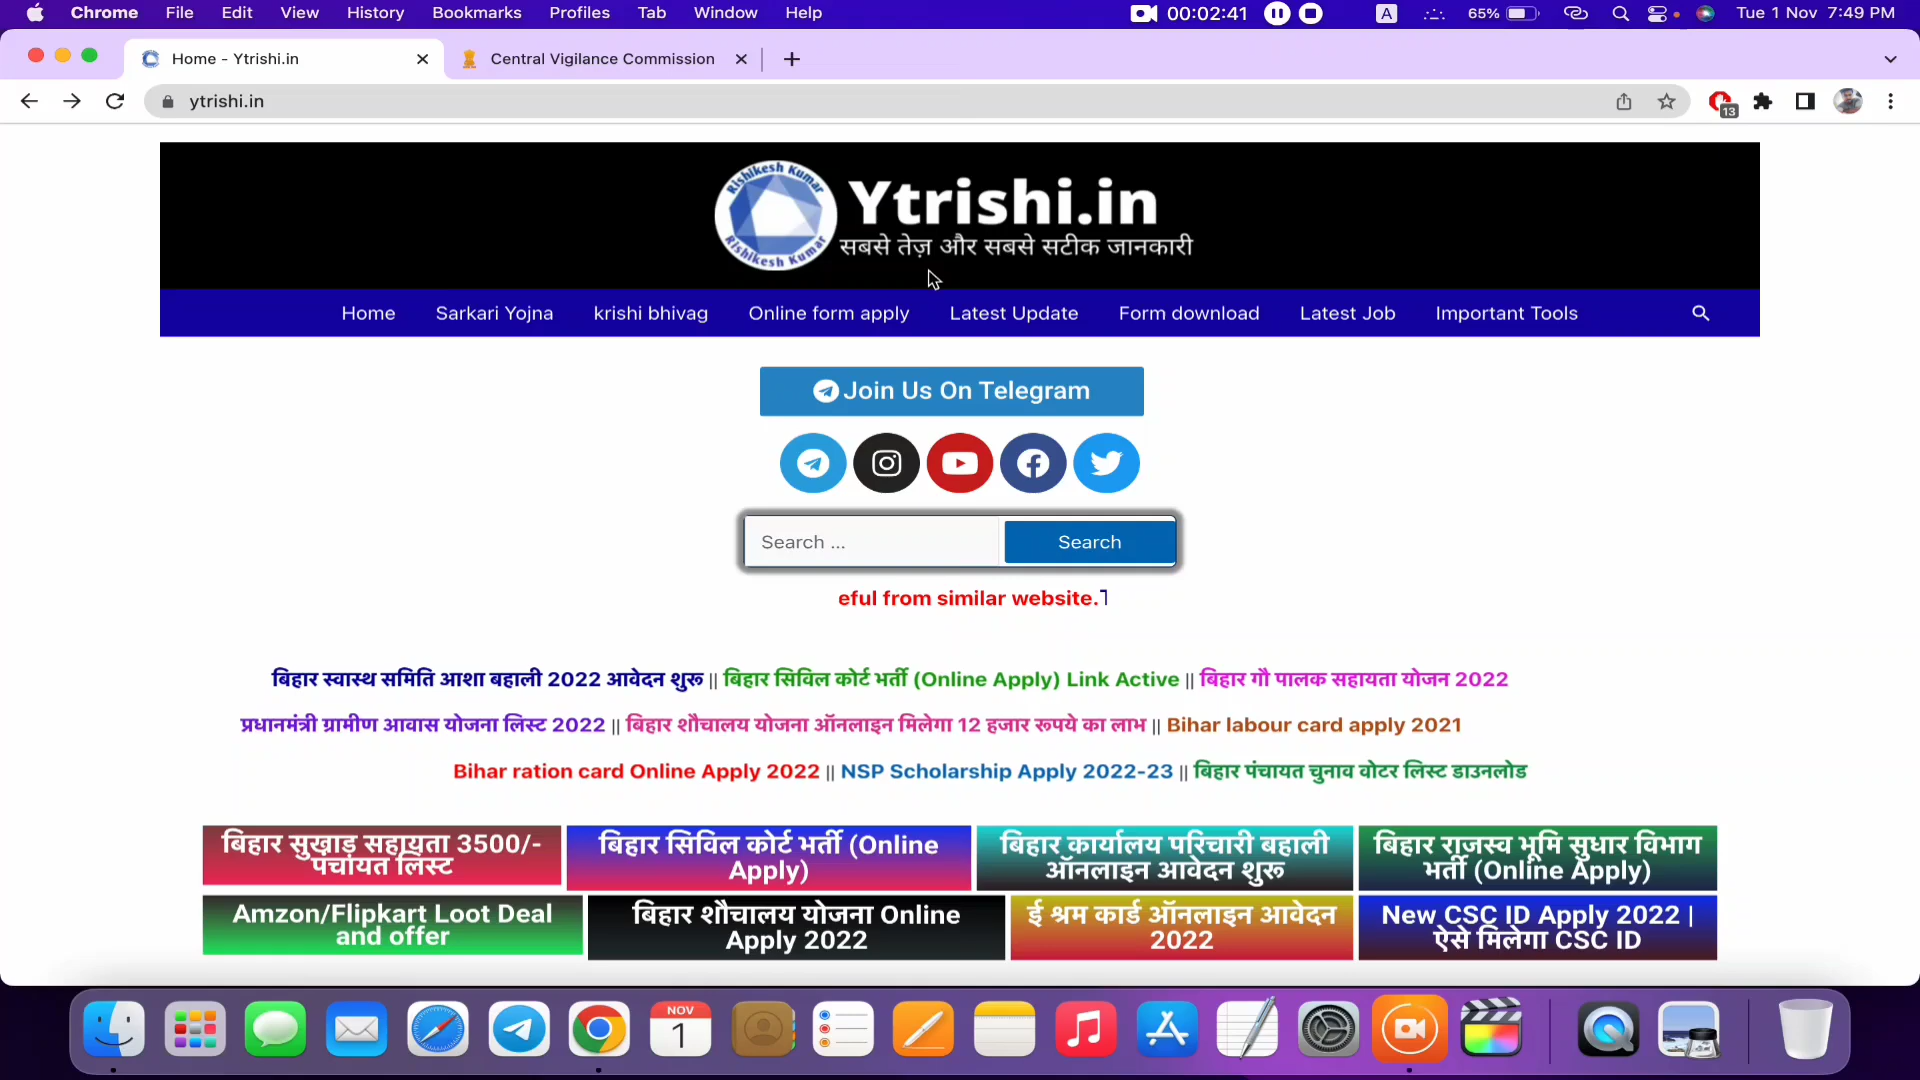 Chrome File Edit View History Bookmarks Profiles Tab Window Help 00:02:41 A 65% Tue 1 Nov 7:49 PM
Home - Ytrishi.in Central Vigilance Commission
ytrishi.in 13
Rishikesh Kumar
Ytrishi.in
सबसे तेज़ और सबसे सटीक जानकारी
Rishikesh Kumar
Home Sarkari Yojna krishi bhivag Online form apply Latest Update Form download Latest Job Important Tools
Join Us On Telegram
Search ... Search
eful from similar website.
बिहार स्वास्थ समिति आशा बहाली 2022 आवेदन शुरू || बिहार सिविल कोर्ट भर्ती (Online Apply) Link Active || बिहार गौ पालक सहायता योजन 2022
प्रधानमंत्री ग्रामीण आवास योजना लिस्ट 2022 || बिहार शौचालय योजना ऑनलाइन मिलेगा 12 हजार रूपये का लाभ || Bihar labour card apply 2021
Bihar ration card Online Apply 2022 || NSP Scholarship Apply 2022-23 || बिहार पंचायत चुनाव वोटर लिस्ट डाउनलोड
बिहार सुखाड़ सहायता 3500/-
पंचायत लिस्ट
बिहार सिविल कोर्ट भर्ती (Online
Apply)
बिहार कार्यालय परिचारी बहाली
ऑनलाइन आवेदन शुरू
बिहार राजस्व भूमि सुधार विभाग
भर्ती (Online Apply)
Amzon/Flipkart Loot Deal
and offer
बिहार शौचालय योजना Online
Apply 2022
ई श्रम कार्ड ऑनलाइन आवेदन
2022
New CSC ID Apply 2022 |
ऐसे मिलेगा CSC ID
NOV
1